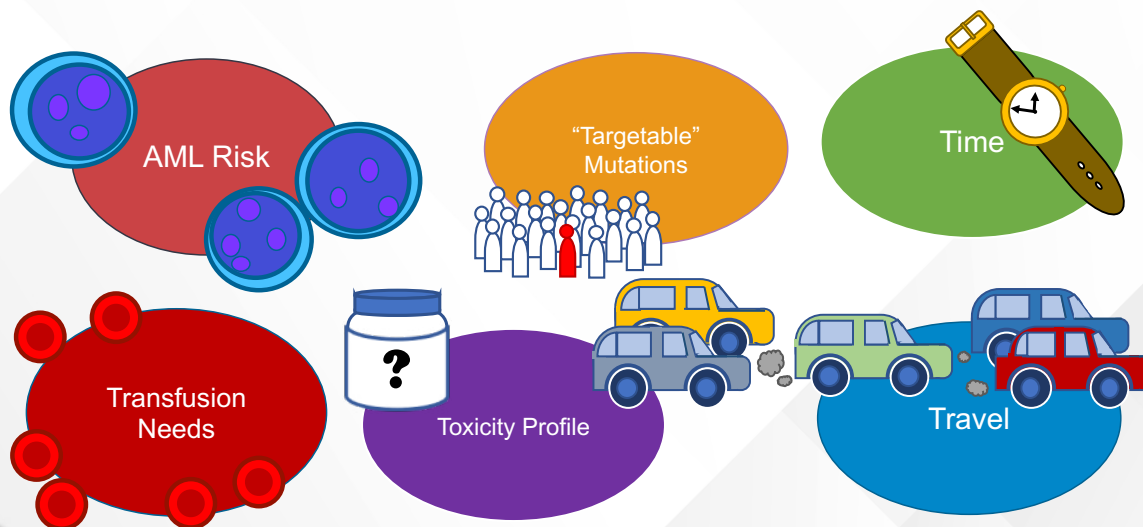 AML Risk
“Targetable”
Mutations
Time
Transfusion
Needs
?
Toxicity Profile
Travel